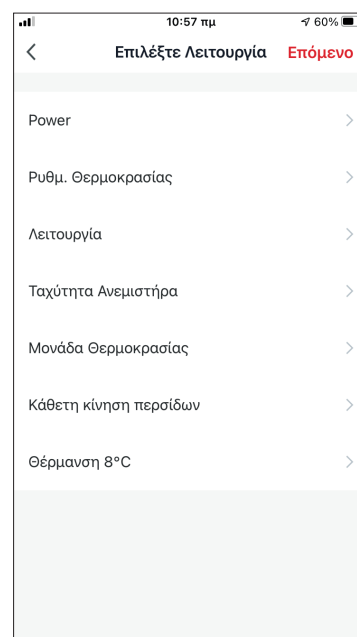 10:57 πμ
60%
Επιλέξτε Λειτουργία
Επόμενο
Power
Ρυθμ. Θερμοκρασίας
Λειτουργία
Ταχύτητα Ανεμιστήρα
Μονάδα Θερμοκρασίας
Κάθετη κίνηση περσίδων
Θέρμανση 8°C